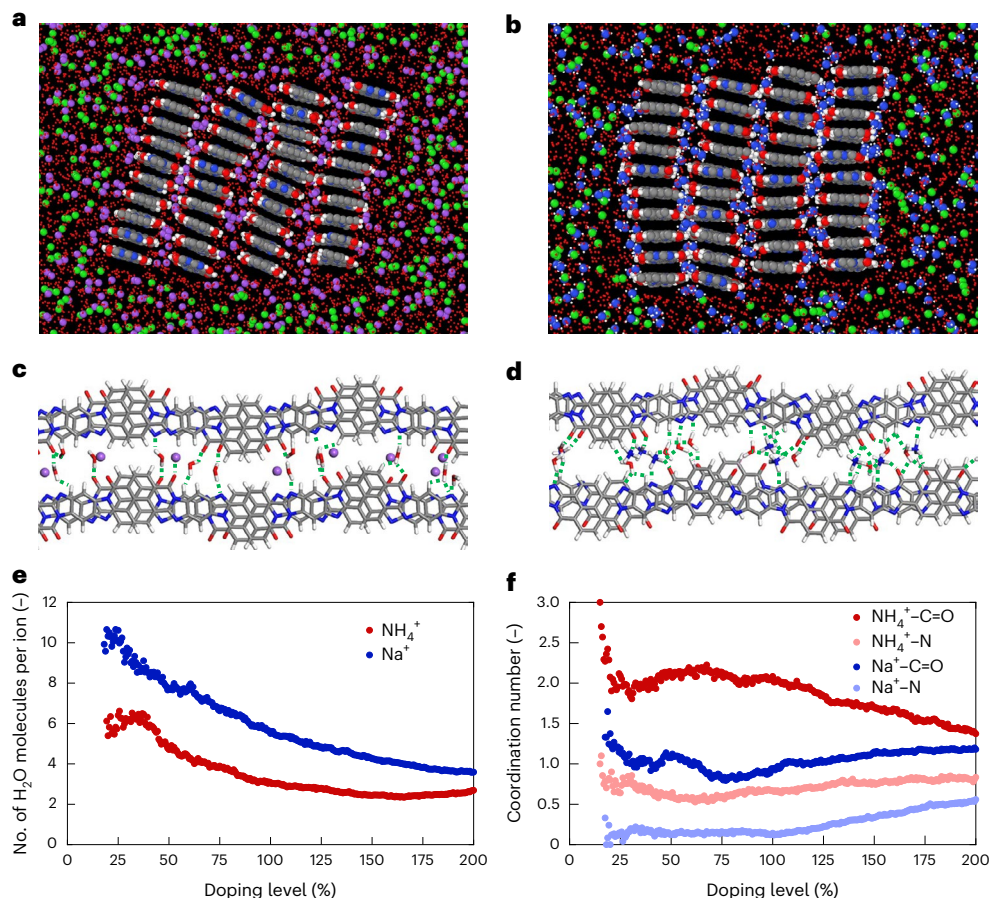 a
b
c
d
e
12
10
8
6
4
2
0
No. of H₂O molecules per ion (–)
NH₄⁺
Na⁺
0
25
50
75
100
125
150
175
200
Doping level (%)
f
3.0
2.5
2.0
1.5
1.0
0.5
0
Coordination number (–)
NH₄⁺–C=O
NH₄⁺–N
Na⁺–C=O
Na⁺–N
0
25
50
75
100
125
150
175
200
Doping level (%)